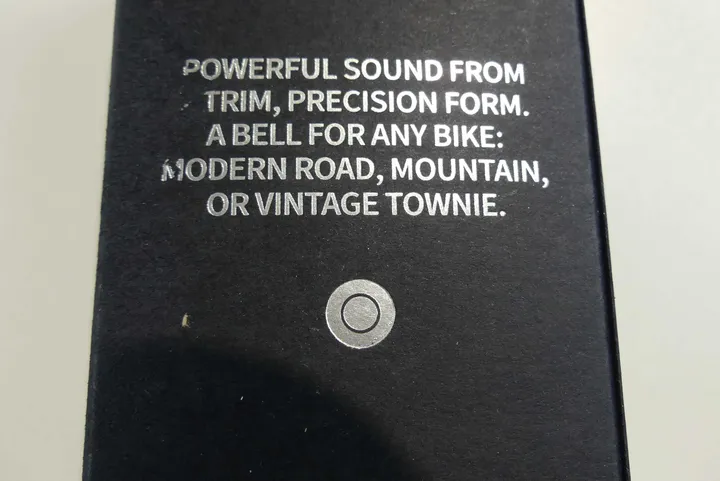 POWERFUL SOUND FROM
TRIM, PRECISION FORM.
A BELL FOR ANY BIKE:
MODERN ROAD, MOUNTAIN,
OR VINTAGE TOWNIE.